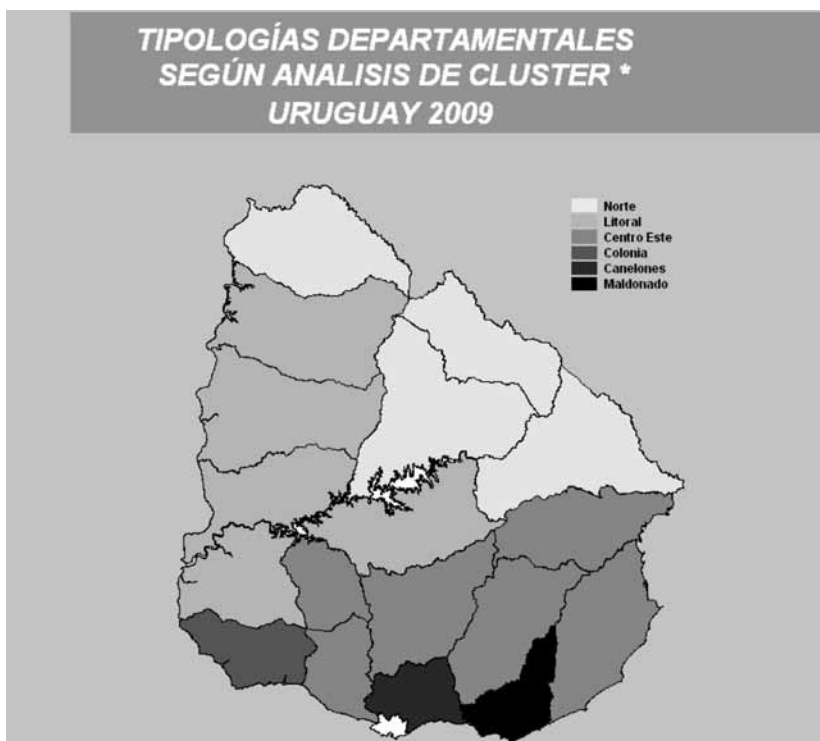 TIPOLOGÍAS DEPARTAMENTALES
SEGÚN ANALISIS DE CLUSTER *
URUGUAY 2009
Norte
Litoral
Centro Este
Colonia
Canelones
Maldonado